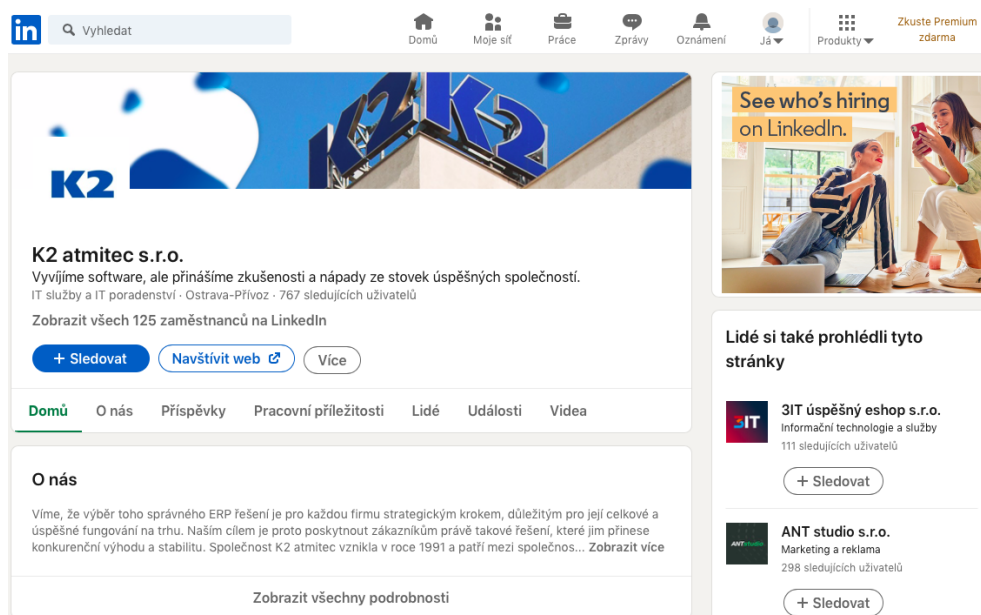 in
Vyhledat
Domů
Moje síť
Práce
Zprávy
Oznámení
Já
Produkty
Zkuste Premium
zdarma
K2
K2
K2
K2 atmitec s.r.o.
Vyvíjíme software, ale přinášíme zkušenosti a nápady ze stovek úspěšných společností.
IT služby a IT poradenství · Ostrava-Přívoz · 767 sledujících uživatelů
Zobrazit všech 125 zaměstnanců na LinkedIn
+ Sledovat
Navštívit web
Více
Domů
O nás
Příspěvky
Pracovní příležitosti
Lidé
Události
Videa
O nás
Víme, že výběr toho správného ERP řešení je pro každou firmu strategickým krokem, důležitým pro její celkové a
úspěšné fungování na trhu. Naším cílem je proto poskytnout zákazníkům právě takové řešení, které jim přinese
konkurenční výhodu a stabilitu. Společnost K2 atmitec vznikla v roce 1991 a patří mezi společnos... Zobrazit více
Zobrazit všechny podrobnosti
See who's hiring
on LinkedIn.
Lidé si také prohlédli tyto
stránky
3IT
3IT úspěšný eshop s.r.o.
Informační technologie a služby
111 sledujících uživatelů
+ Sledovat
ANTstudio
ANT studio s.r.o.
Marketing a reklama
298 sledujících uživatelů
+ Sledovat